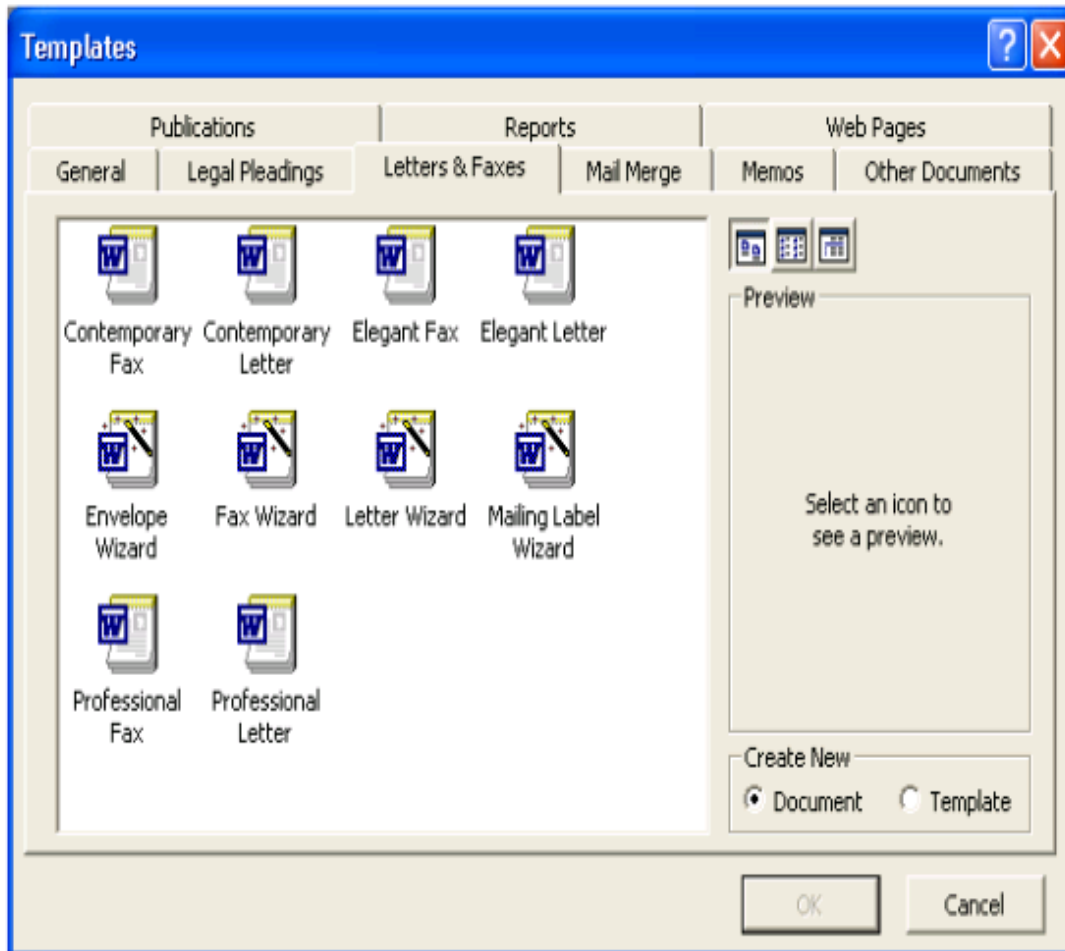 Templates
Publications Reports Web Pages
General Legal Pleadings Letters & Faxes Mail Merge Memos Other Documents
Contemporary Fax
Contemporary Letter
Elegant Fax
Elegant Letter
Envelope Wizard
Fax Wizard
Letter Wizard
Mailing Label Wizard
Professional Fax
Professional Letter
Preview
Select an icon to
see a preview.
Create New
Document Template
OK Cancel